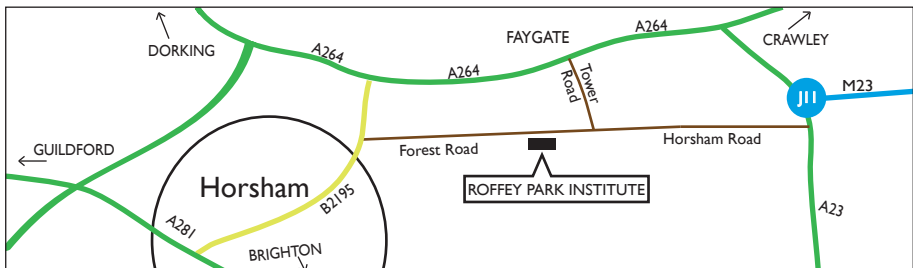 DORKING
A264
A264
FAYGATE
A264
CRAWLEY
Tower
Road
J11
M23
GUILDFORD
Forest Road
Horsham Road
ROFFEY PARK INSTITUTE
Horsham
B2195
A281
A23
BRIGHTON